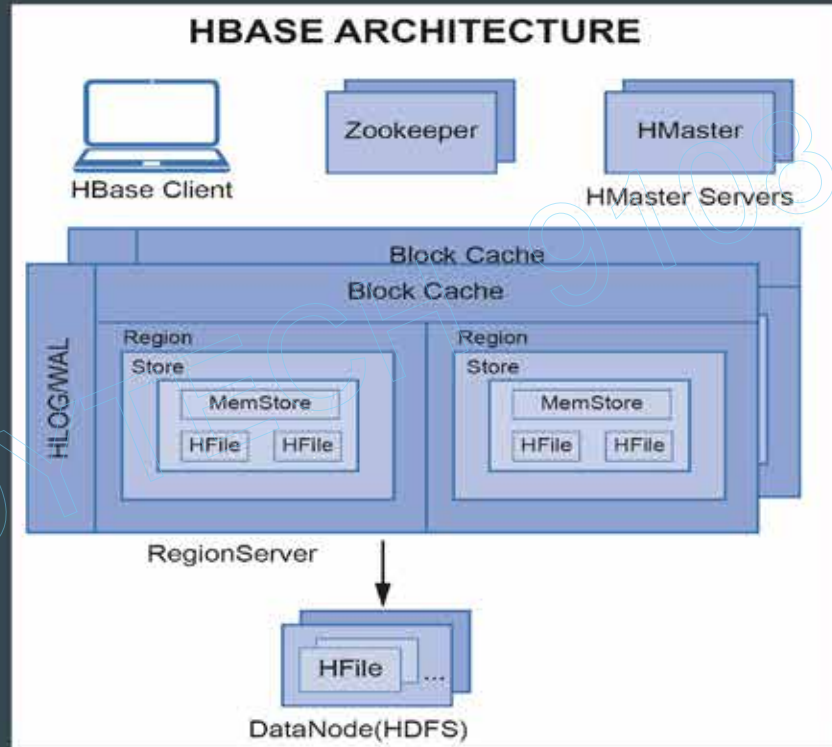 HBASE ARCHITECTURE
HBase Client
Zookeeper
HMaster
HMaster Servers
Block Cache
Block Cache
HLOG/WAL
Region
Store
MemStore
HFile HFile
Region
Store
MemStore
HFile HFile
RegionServer
HFile
...
DataNode(HDFS)